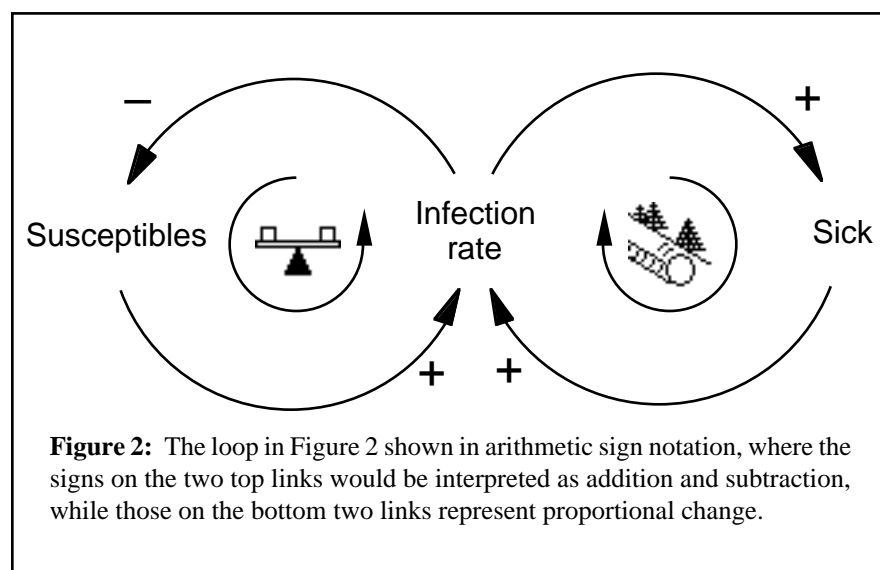 –
+
Susceptibles
Infection
rate
Sick
+
+
Figure 2: The loop in Figure 2 shown in arithmetic sign notation, where the
signs on the two top links would be interpreted as addition and subtraction,
while those on the bottom two links represent proportional change.